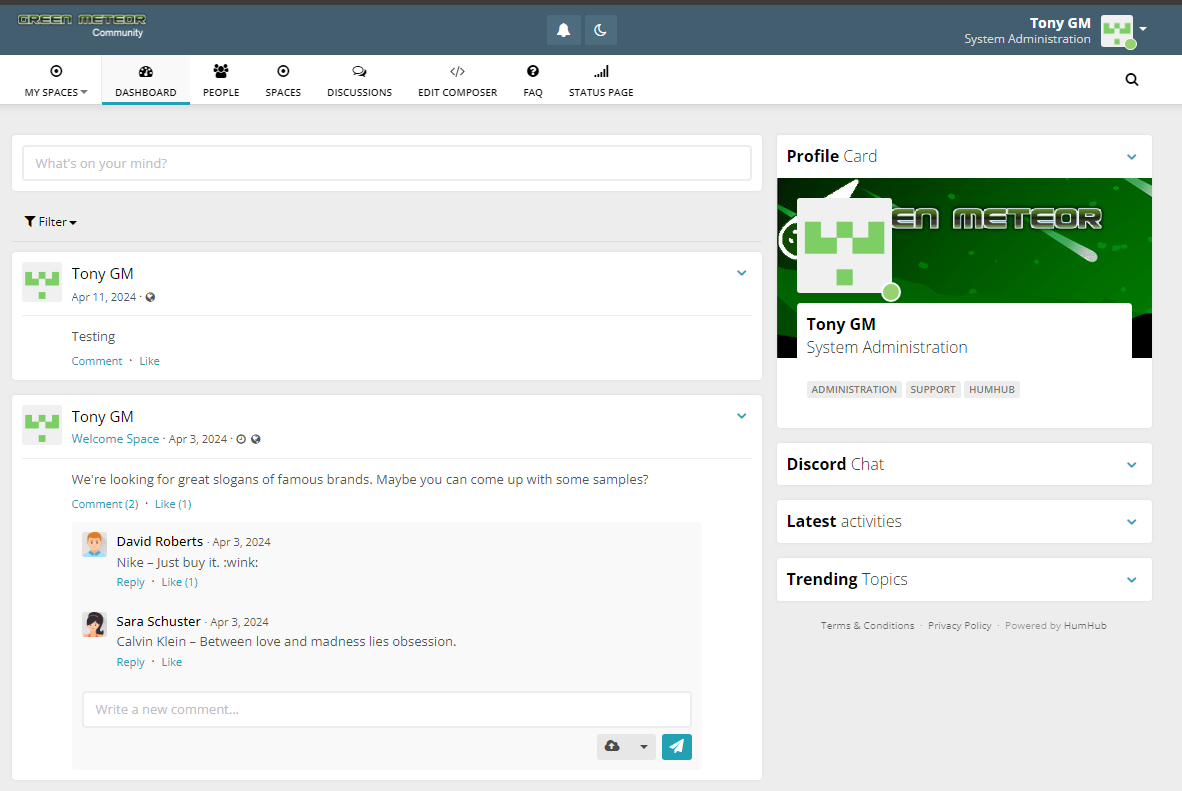 GREEN METEOR
Community
Tony GM
System Administration
MY SPACES
DASHBOARD
PEOPLE
SPACES
DISCUSSIONS
EDIT COMPOSER
FAQ
STATUS PAGE
What's on your mind?
Filter
Tony GM
Apr 11, 2024 ·
Testing
Comment · Like
Tony GM
Welcome Space · Apr 3, 2024 ·
We're looking for great slogans of famous brands. Maybe you can come up with some samples?
Comment (2) · Like (1)
David Roberts · Apr 3, 2024
Nike – Just buy it. :wink:
Reply · Like (1)
Sara Schuster · Apr 3, 2024
Calvin Klein – Between love and madness lies obsession.
Reply · Like
Write a new comment...
Profile Card
EN METEOR
Tony GM
System Administration
ADMINISTRATION SUPPORT HUMHUB
Discord Chat
Latest activities
Trending Topics
Terms & Conditions · Privacy Policy · Powered by HumHub